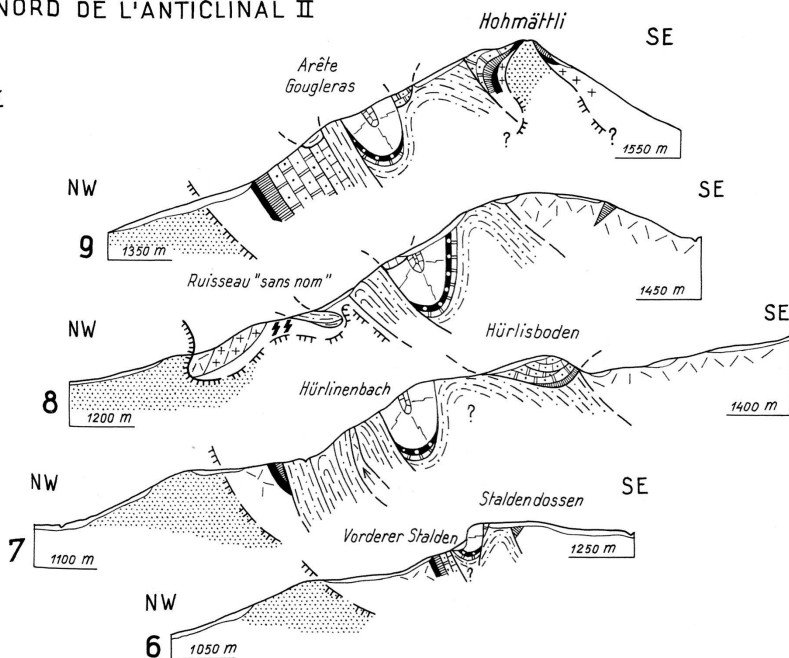 NORD DE L'ANTICLINAL II
Hohmättli
SE
Arête
Gougleras
?
?
1550 m
NW
9
1350 m
SE
Ruisseau "sans nom"
1450 m
NW
8
1200 m
Hürlisboden
SE
Hürlinenbach
?
1400 m
NW
7
1100 m
Staldendossen
SE
Vorderer Stalden
?
1250 m
NW
6
1050 m